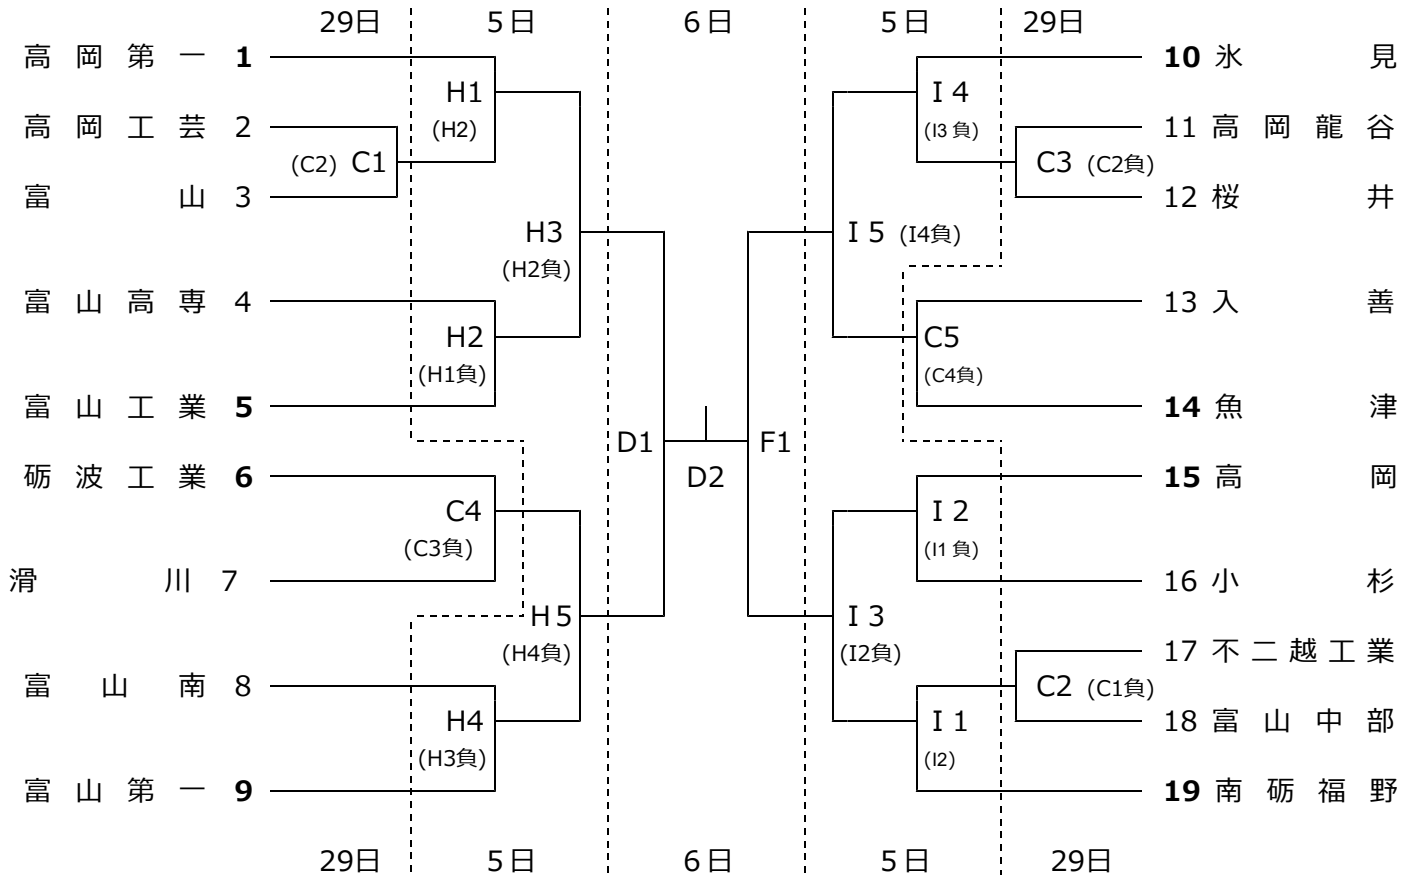 29日 5日 6日 5日 29日
高岡第一 1
H1
(H2)
高岡工芸 2
(C2) C1
富山 3
H3
(H2負)
富山高専 4
H2
(H1負)
富山工業 5
砺波工業 6
C4
(C3負)
滑川 7
H5
(H4負)
富山南 8
H4
(H3負)
富山第一 9
D1
D2
F1
10 氷見
I4
(I3負)
11 高岡龍谷
C3 (C2負)
12 桜井
I5 (I4負)
13 入善
C5
(C4負)
14 魚津
15 高岡
I2
(I1負)
16 小杉
I3
(I2負)
17 不二越工業
C2 (C1負)
18 富山中部
I1
(I2)
19 南砺福野
29日 5日 6日 5日 29日